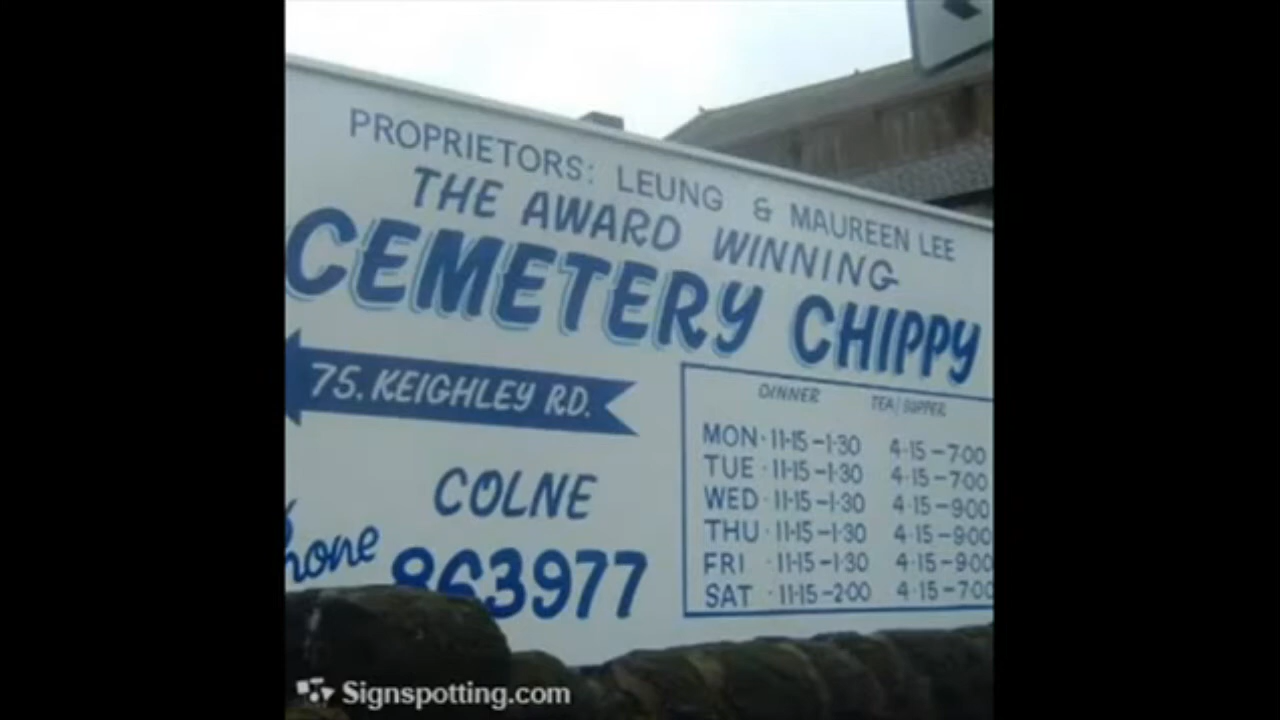 PROPRIETORS: LEUNG & MAUREEN LEE
THE AWARD WINNING
CEMETERY CHIPPY
75. KEIGHLEY RD.
COLNE
Phone 863977
DINNER TEA/SUPPER
MON · 11·15 – 1·30 4·15 – 7·00
TUE · 11·15 – 1·30 4·15 – 7·00
WED · 11·15 – 1·30 4·15 – 9·00
THU · 11·15 – 1·30 4·15 – 9·00
FRI · 11·15 – 1·30 4·15 – 9·00
SAT · 11·15 – 2·00 4·15 – 7·00
Signspotting.com